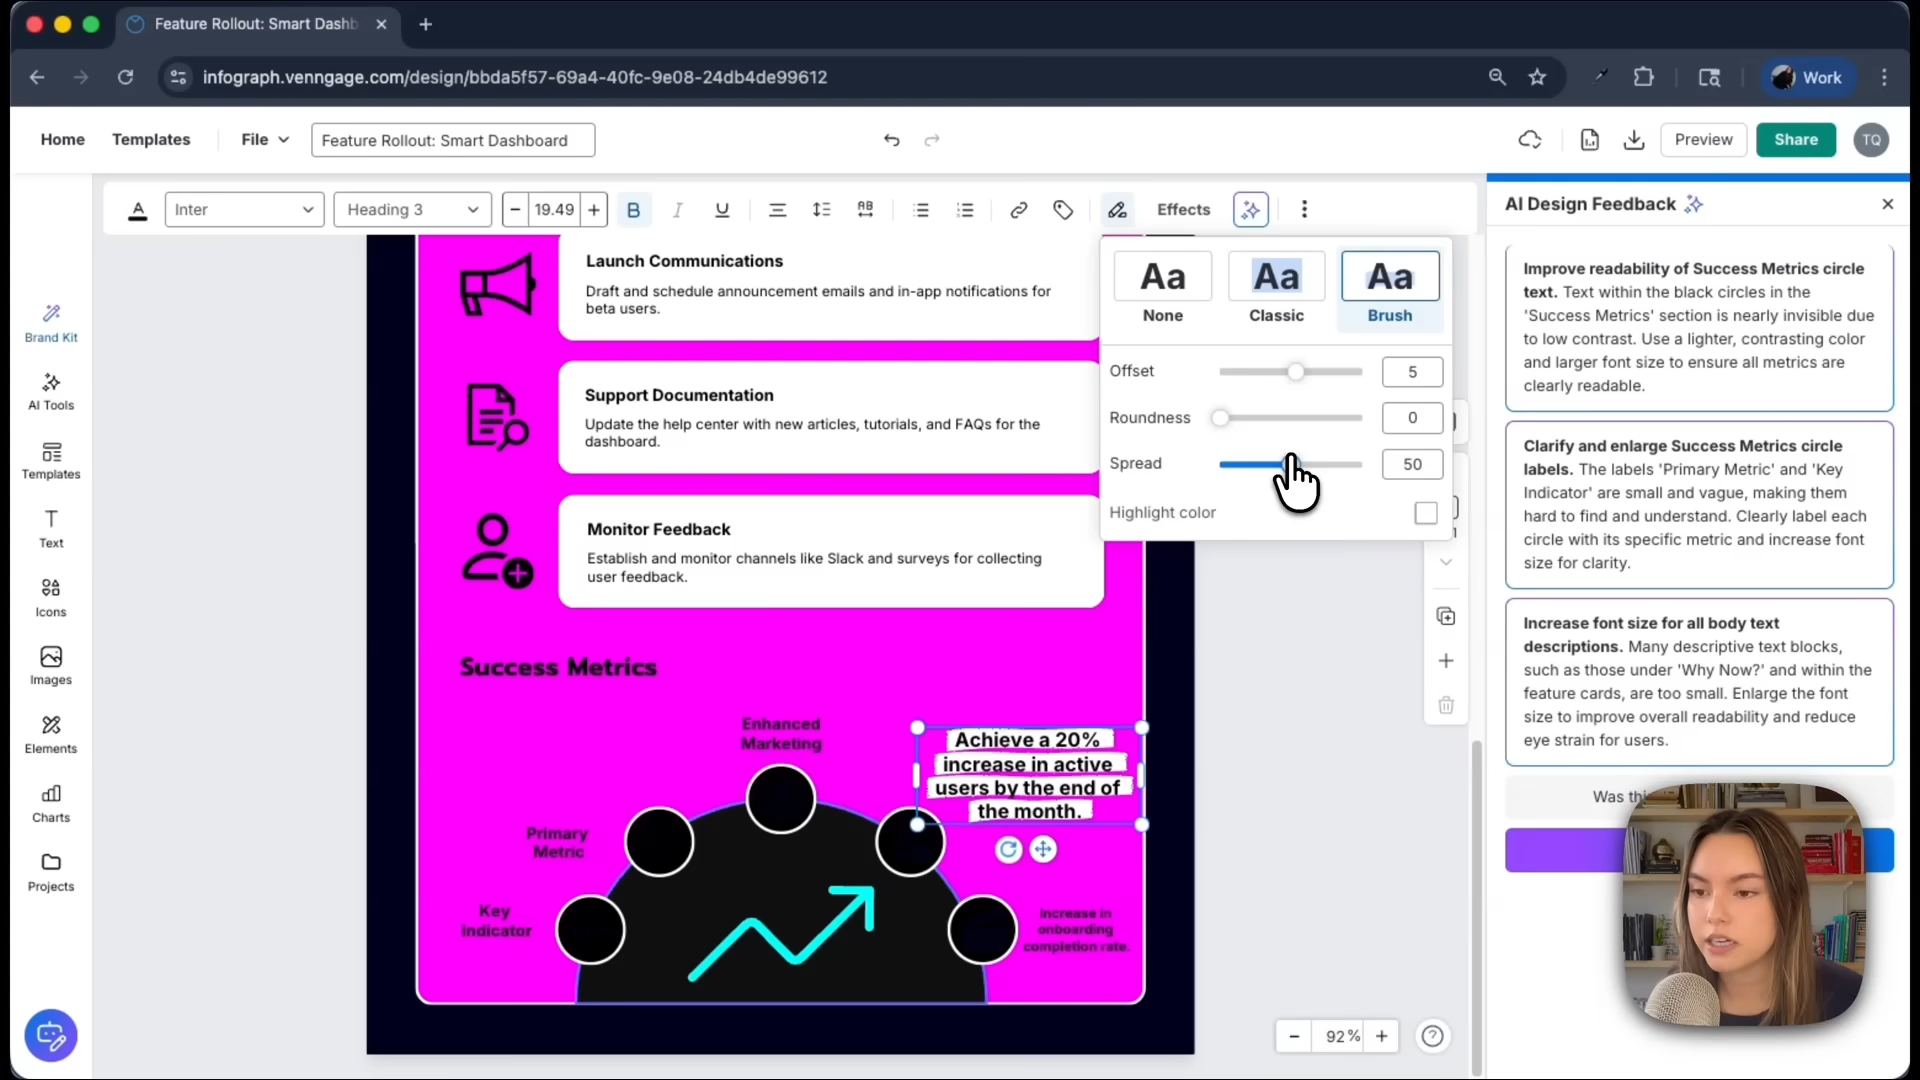 Feature Rollout: Smart Dashb
infograph.venngage.com/design/bbda5f57-69a4-40fc-9e08-24db4de99612
Work
Home
Templates
File
Feature Rollout: Smart Dashboard
Preview
Share
TQ
A
Inter
Heading 3
− 19.49 +
B
I
U
Effects
AI Design Feedback
Brand Kit
AI Tools
Templates
Text
Icons
Images
Elements
Charts
Projects
Launch Communications
Draft and schedule announcement emails and in-app notifications for
beta users.
Support Documentation
Update the help center with new articles, tutorials, and FAQs for the
dashboard.
Monitor Feedback
Establish and monitor channels like Slack and surveys for collecting
user feedback.
Success Metrics
Enhanced
Marketing
Achieve a 20%
increase in active
users by the end of
the month.
Primary
Metric
Key
Indicator
Increase in
onboarding
completion rate.
Aa
None
Aa
Classic
Aa
Brush
Offset
5
Roundness
0
Spread
50
Highlight color
Improve readability of Success Metrics circle
text. Text within the black circles in the
'Success Metrics' section is nearly invisible due
to low contrast. Use a lighter, contrasting color
and larger font size to ensure all metrics are
clearly readable.
Clarify and enlarge Success Metrics circle
labels. The labels 'Primary Metric' and 'Key
Indicator' are small and vague, making them
hard to find and understand. Clearly label each
circle with its specific metric and increase font
size for clarity.
Increase font size for all body text
descriptions. Many descriptive text blocks,
such as those under 'Why Now?' and within the
feature cards, are too small. Enlarge the font
size to improve overall readability and reduce
eye strain for users.
Was
− 92% +
?